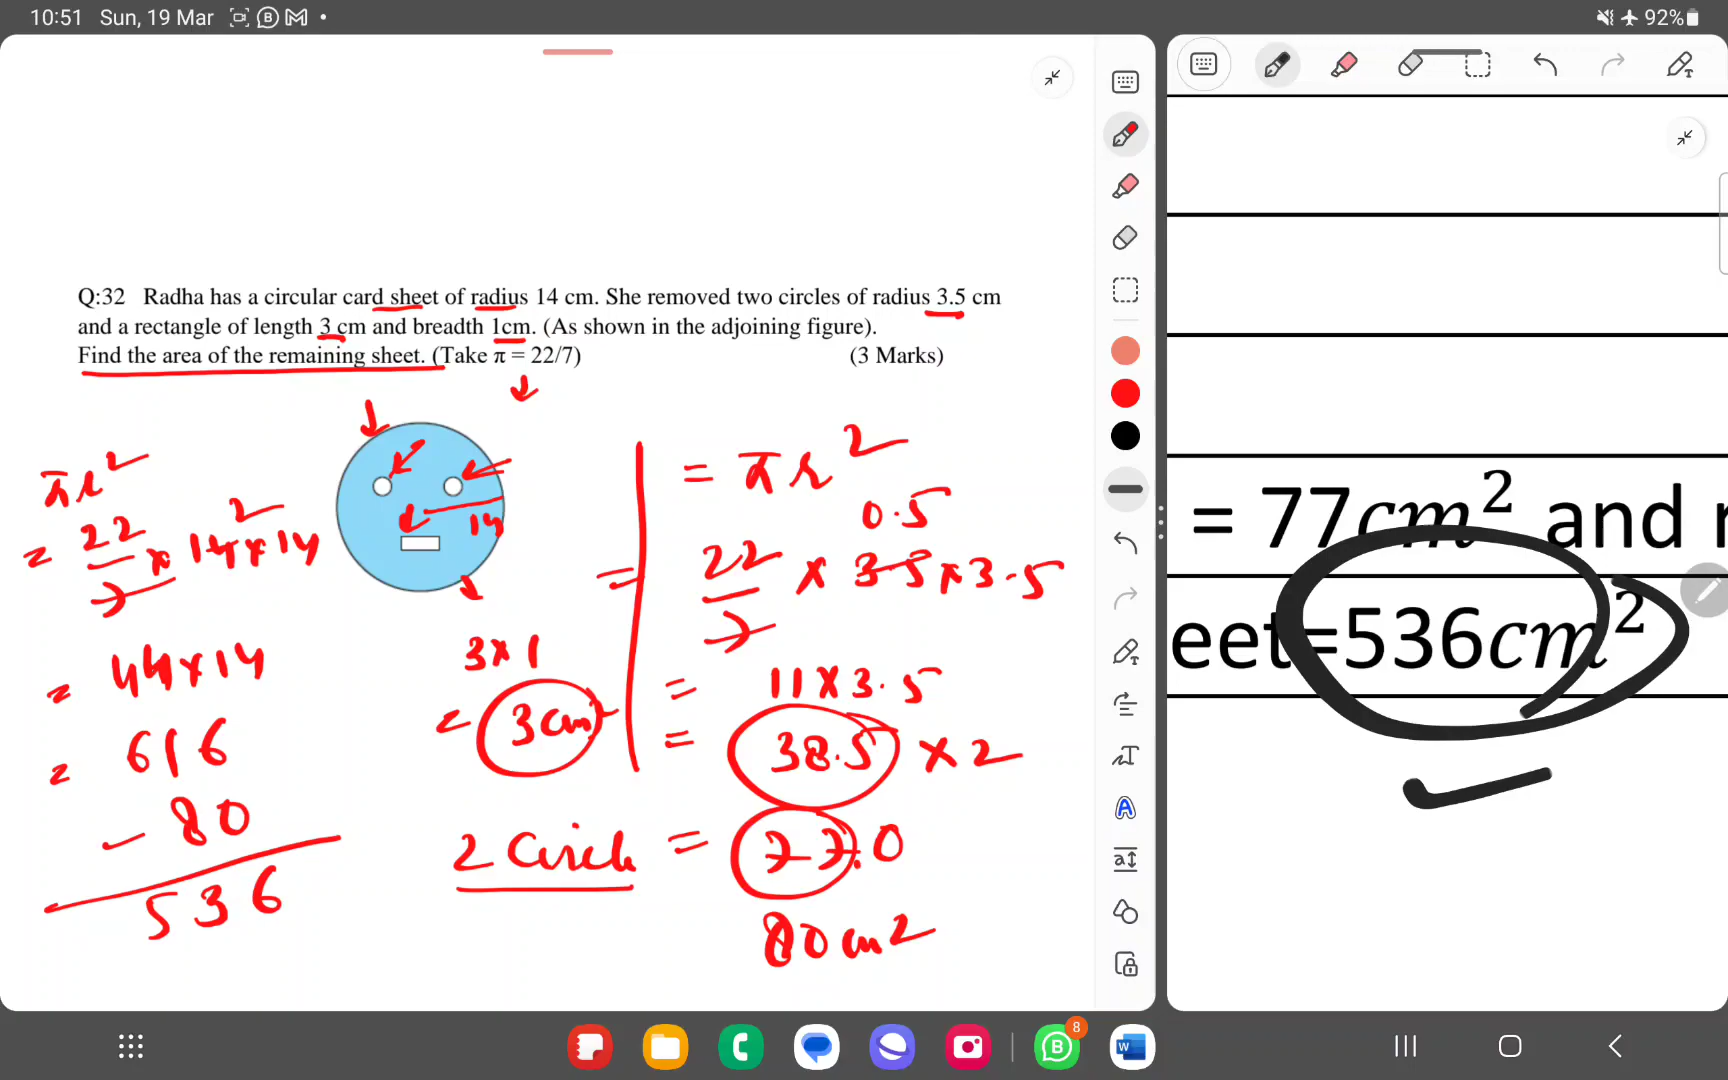 10:51 Sun, 19 Mar
92%
Q:32 Radha has a circular card sheet of radius 14 cm. She removed two circles of radius 3.5 cm
and a rectangle of length 3 cm and breadth 1cm. (As shown in the adjoining figure).
Find the area of the remaining sheet. (Take π = 22/7) (3 Marks)
πr²
= 22/7 × 14×14
2
= 44×14
= 616
- 80
536
14
3×1
= 3cm²
2 Circle = 77.0
= πr²
0.5
= 22/7 × 3.5×3.5
= 11×3.5
= 38.5 ×2
80 cm2
= 77cm² and r
eet=536cm²
8